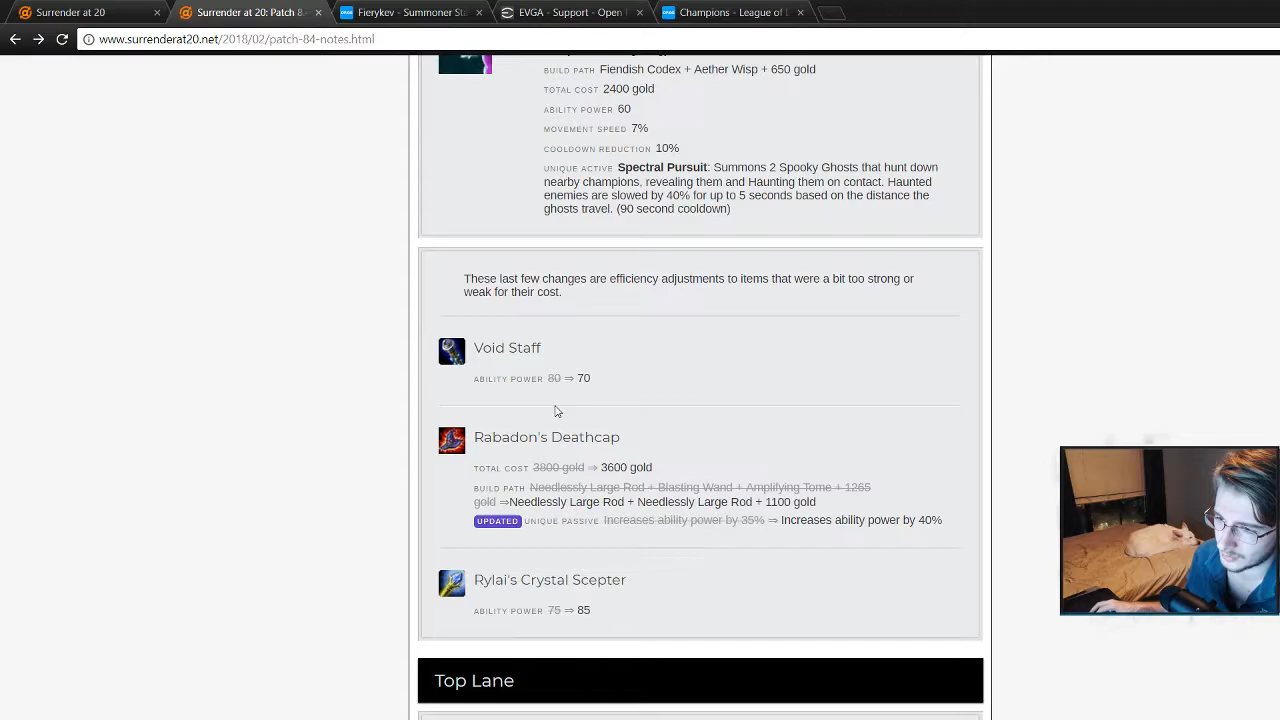 Surrender at 20
Surrender at 20: Patch 8.
Fierykev - Summoner Sta
EVGA - Support - Open
Champions - League of L
www.surrenderat20.net/2018/02/patch-84-notes.html
BUILD PATH Fiendish Codex + Aether Wisp + 650 gold
TOTAL COST 2400 gold
ABILITY POWER 60
MOVEMENT SPEED 7%
COOLDOWN REDUCTION 10%
UNIQUE ACTIVE Spectral Pursuit: Summons 2 Spooky Ghosts that hunt down
nearby champions, revealing them and Haunting them on contact. Haunted
enemies are slowed by 40% for up to 5 seconds based on the distance the
ghosts travel. (90 second cooldown)
These last few changes are efficiency adjustments to items that were a bit too strong or
weak for their cost.
Void Staff
ABILITY POWER 80 ⇒ 70
Rabadon's Deathcap
TOTAL COST 3800 gold ⇒ 3600 gold
BUILD PATH Needlessly Large Rod + Blasting Wand + Amplifying Tome + 1265
gold ⇒Needlessly Large Rod + Needlessly Large Rod + 1100 gold
UPDATED UNIQUE PASSIVE Increases ability power by 35% ⇒ Increases ability power by 40%
Rylai's Crystal Scepter
ABILITY POWER 75 ⇒ 85
Top Lane